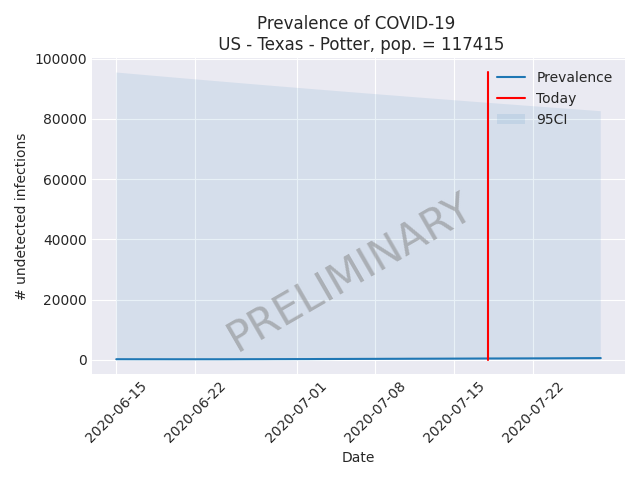 Prevalence of COVID-19
US - Texas - Potter, pop. = 117415
100000
80000
60000
40000
20000
0
# undetected infections
Prevalence
Today
95CI
PRELIMINARY
2020-06-15
2020-06-22
2020-07-01
2020-07-08
2020-07-15
2020-07-22
Date